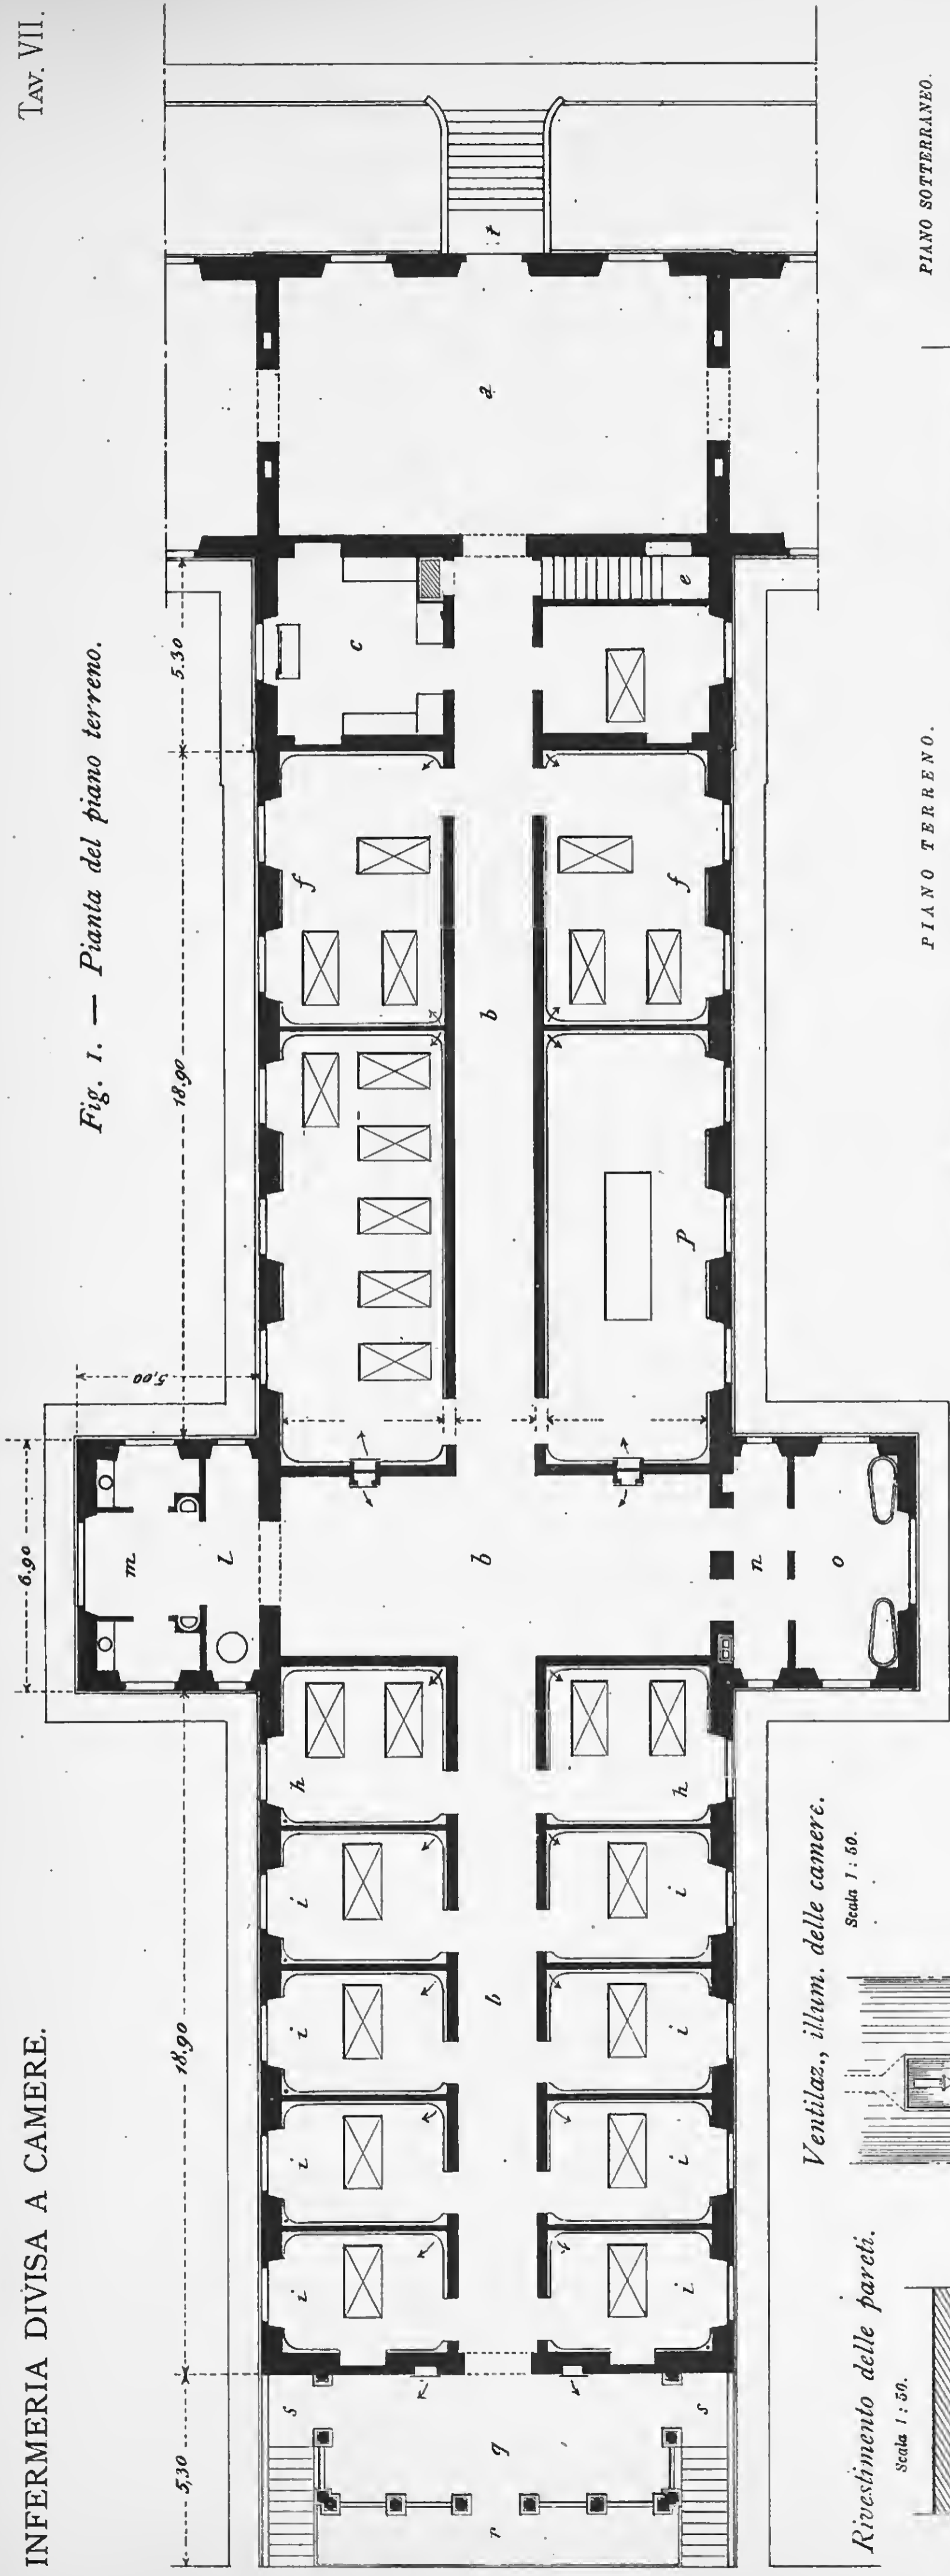 TAV. VII.
INFERMERIA DIVISA A CAMERE.
Fig. 1. — Pianta del piano terreno.
5,30
18.90
6.90
18.90
5.30
5,00
s
q
r
s
i
i
i
i
h
b
i
i
i
i
h
m
l
b
n
o
f
b
p
f
c
e
a
t
Rivestimento delle pareti.
Scala 1 : 50.
Ventilaz., illum. delle camere.
Scala 1 : 50.
PIANO TERRENO.
PIANO SOTTERRANEO.